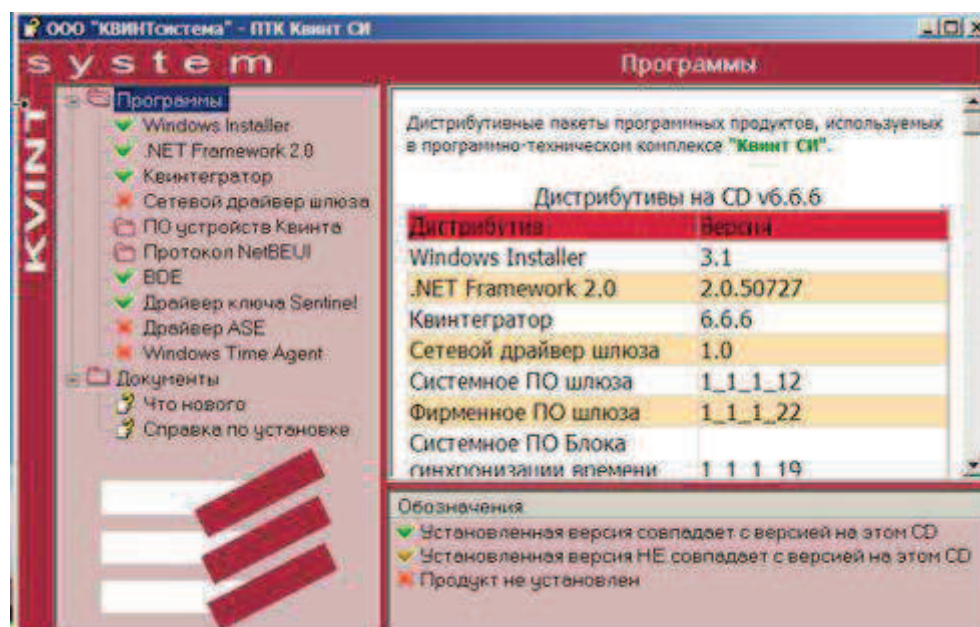 ООО "КВИНТсистема" - ПТК Квинт СИ
system
Программы
KVINT
Программы
Windows Installer
.NET Framework 2.0
Квинтегратор
Сетевой драйвер шлюза
ПО устройств Квинта
Протокол NetBEUI
BDE
Драйвер ключа Sentinel
Драйвер ASE
Windows Time Agent
Документы
Что нового
Справка по установке
Дистрибутивные пакеты программных продуктов, используемых
в программно-техническом комплексе "Квинт СИ".
Дистрибутивы на CD v6.6.6
Дистрибутив Версия
Windows Installer 3.1
.NET Framework 2.0 2.0.50727
Квинтегратор 6.6.6
Сетевой драйвер шлюза 1.0
Системное ПО шлюза 1_1_1_12
Фирменное ПО шлюза 1_1_1_22
Системное ПО Блока
синхронизации времени 1_1_1_19
Обозначения
Установленная версия совпадает с версией на этом CD
Установленная версия НЕ совпадает с версией на этом CD
Продукт не установлен